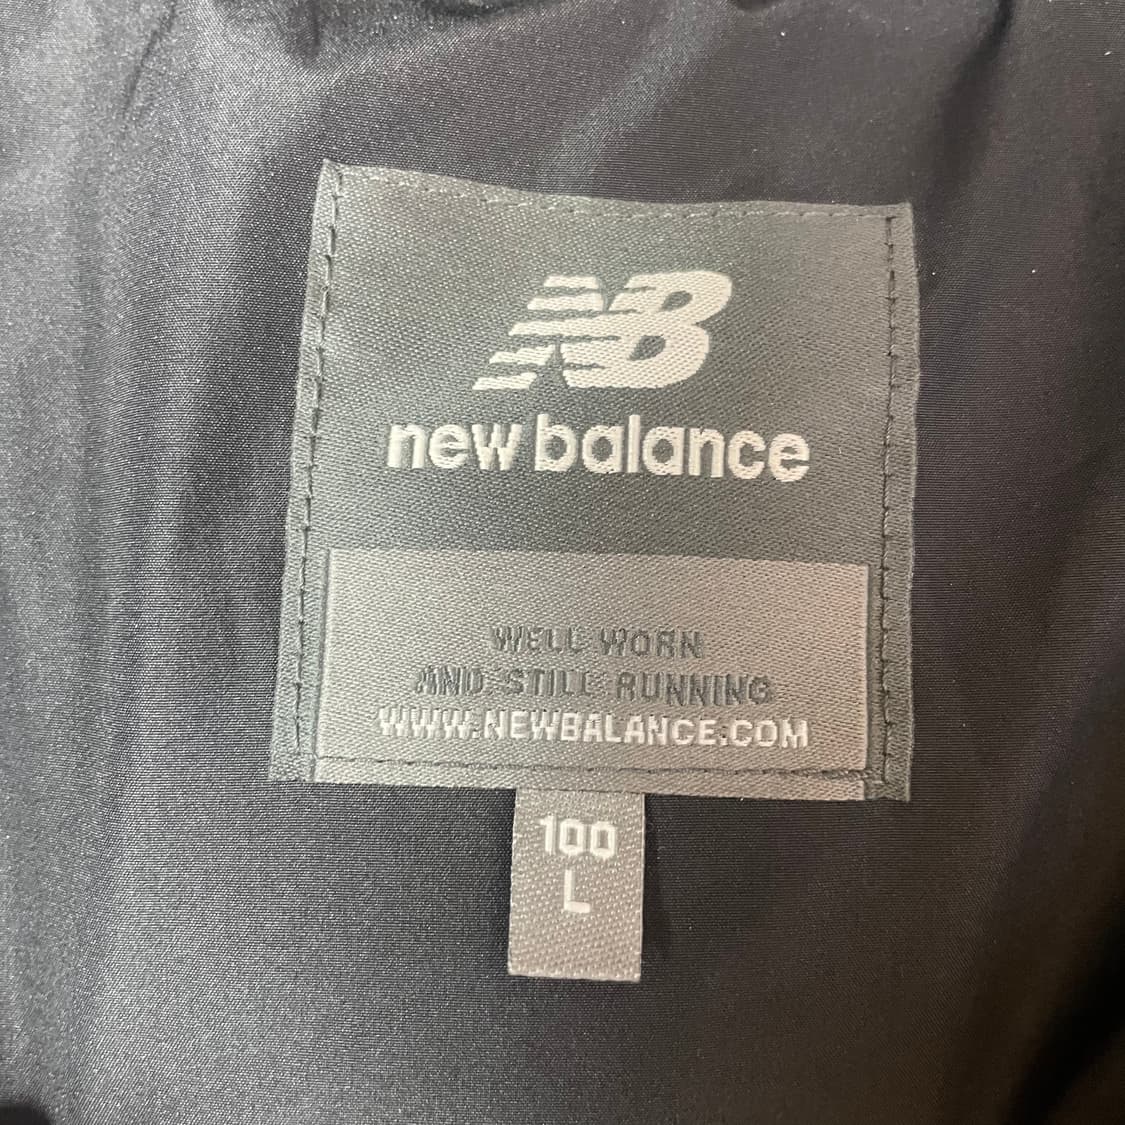 NB
new balance
WELL WORN
AND STILL RUNNING
WWW.NEWBALANCE.COM
100
L